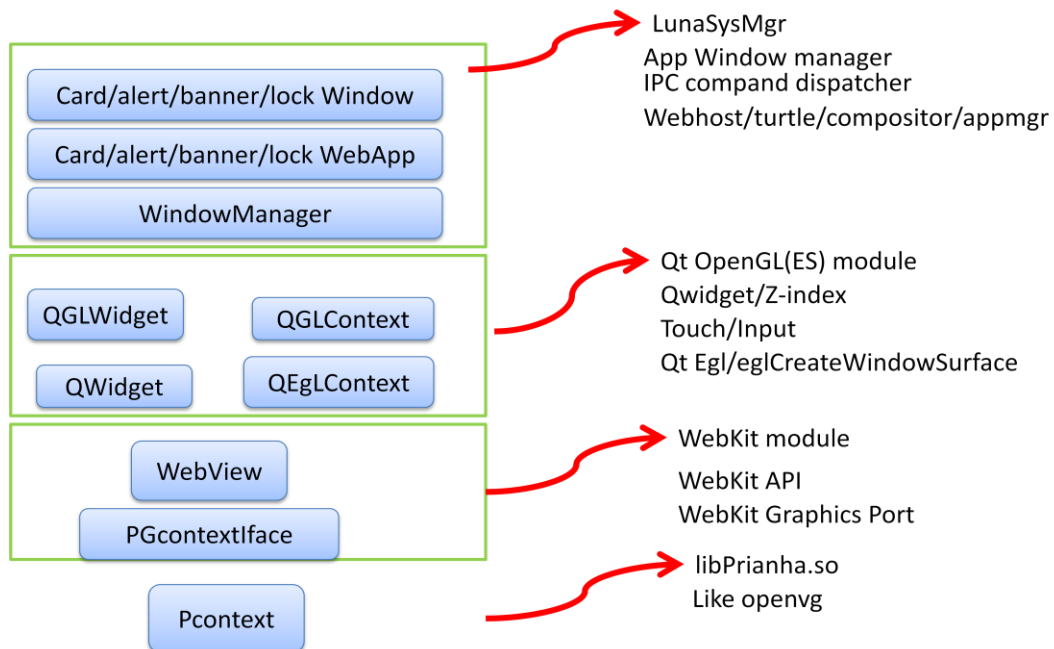 LunaSysMgr
App Window manager
IPC compand dispatcher
Webhost/turtle/compositor/appmgr
Card/alert/banner/lock Window
Card/alert/banner/lock WebApp
WindowManager
Qt OpenGL(ES) module
Qwidget/Z-index
Touch/Input
Qt Egl/eglCreateWindowSurface
QGLWidget
QGLContext
QWidget
QEgLContext
WebKit module
WebKit API
WebKit Graphics Port
WebView
PGcontextIface
libPrianha.so
Like openvg
Pcontext